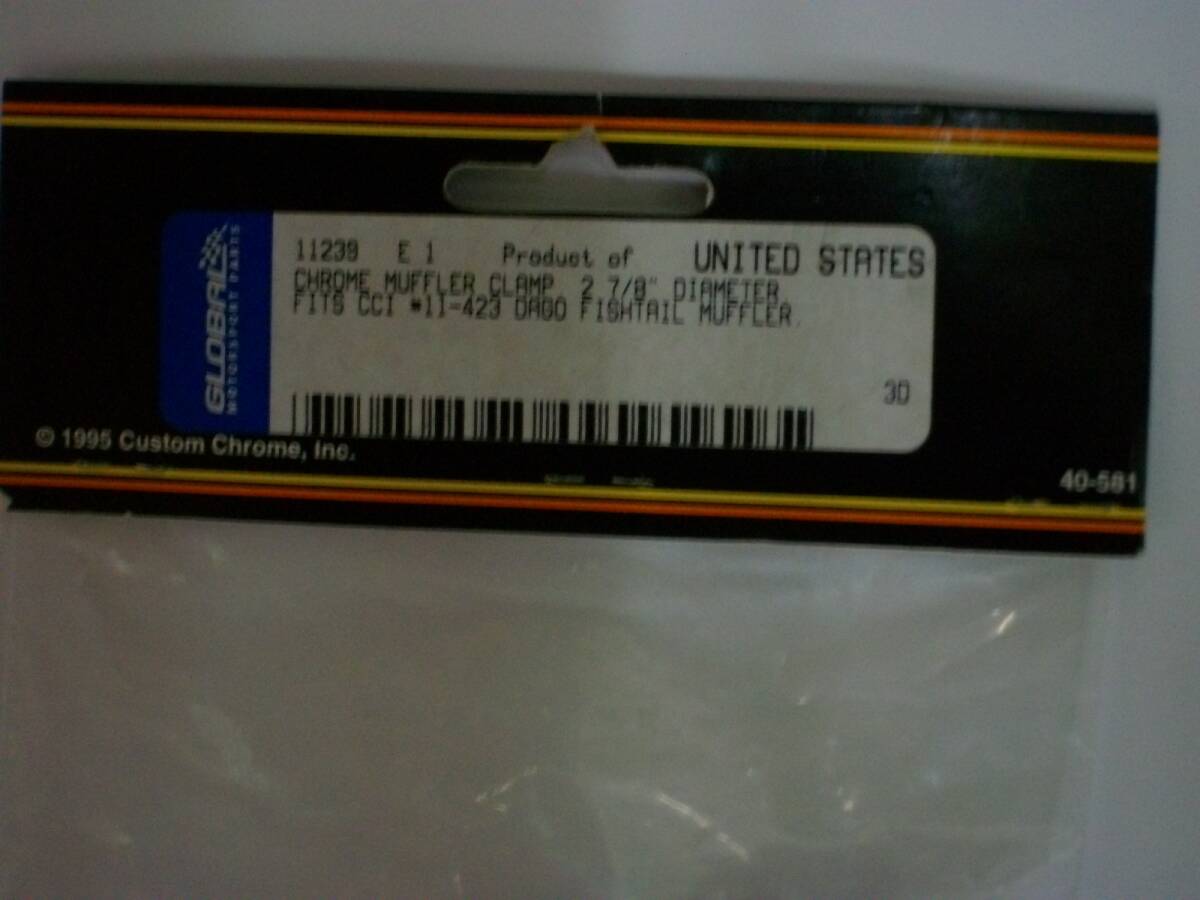 GLOBAL
MOTORSPORT PARTS
11239 E 1 Product of UNITED STATES
CHROME MUFFLER CLAMP 2 7/8" DIAMETER
FITS CCI #11-423 DAGO FISHTAIL MUFFLER.
3D
© 1995 Custom Chrome, Inc.
40-581